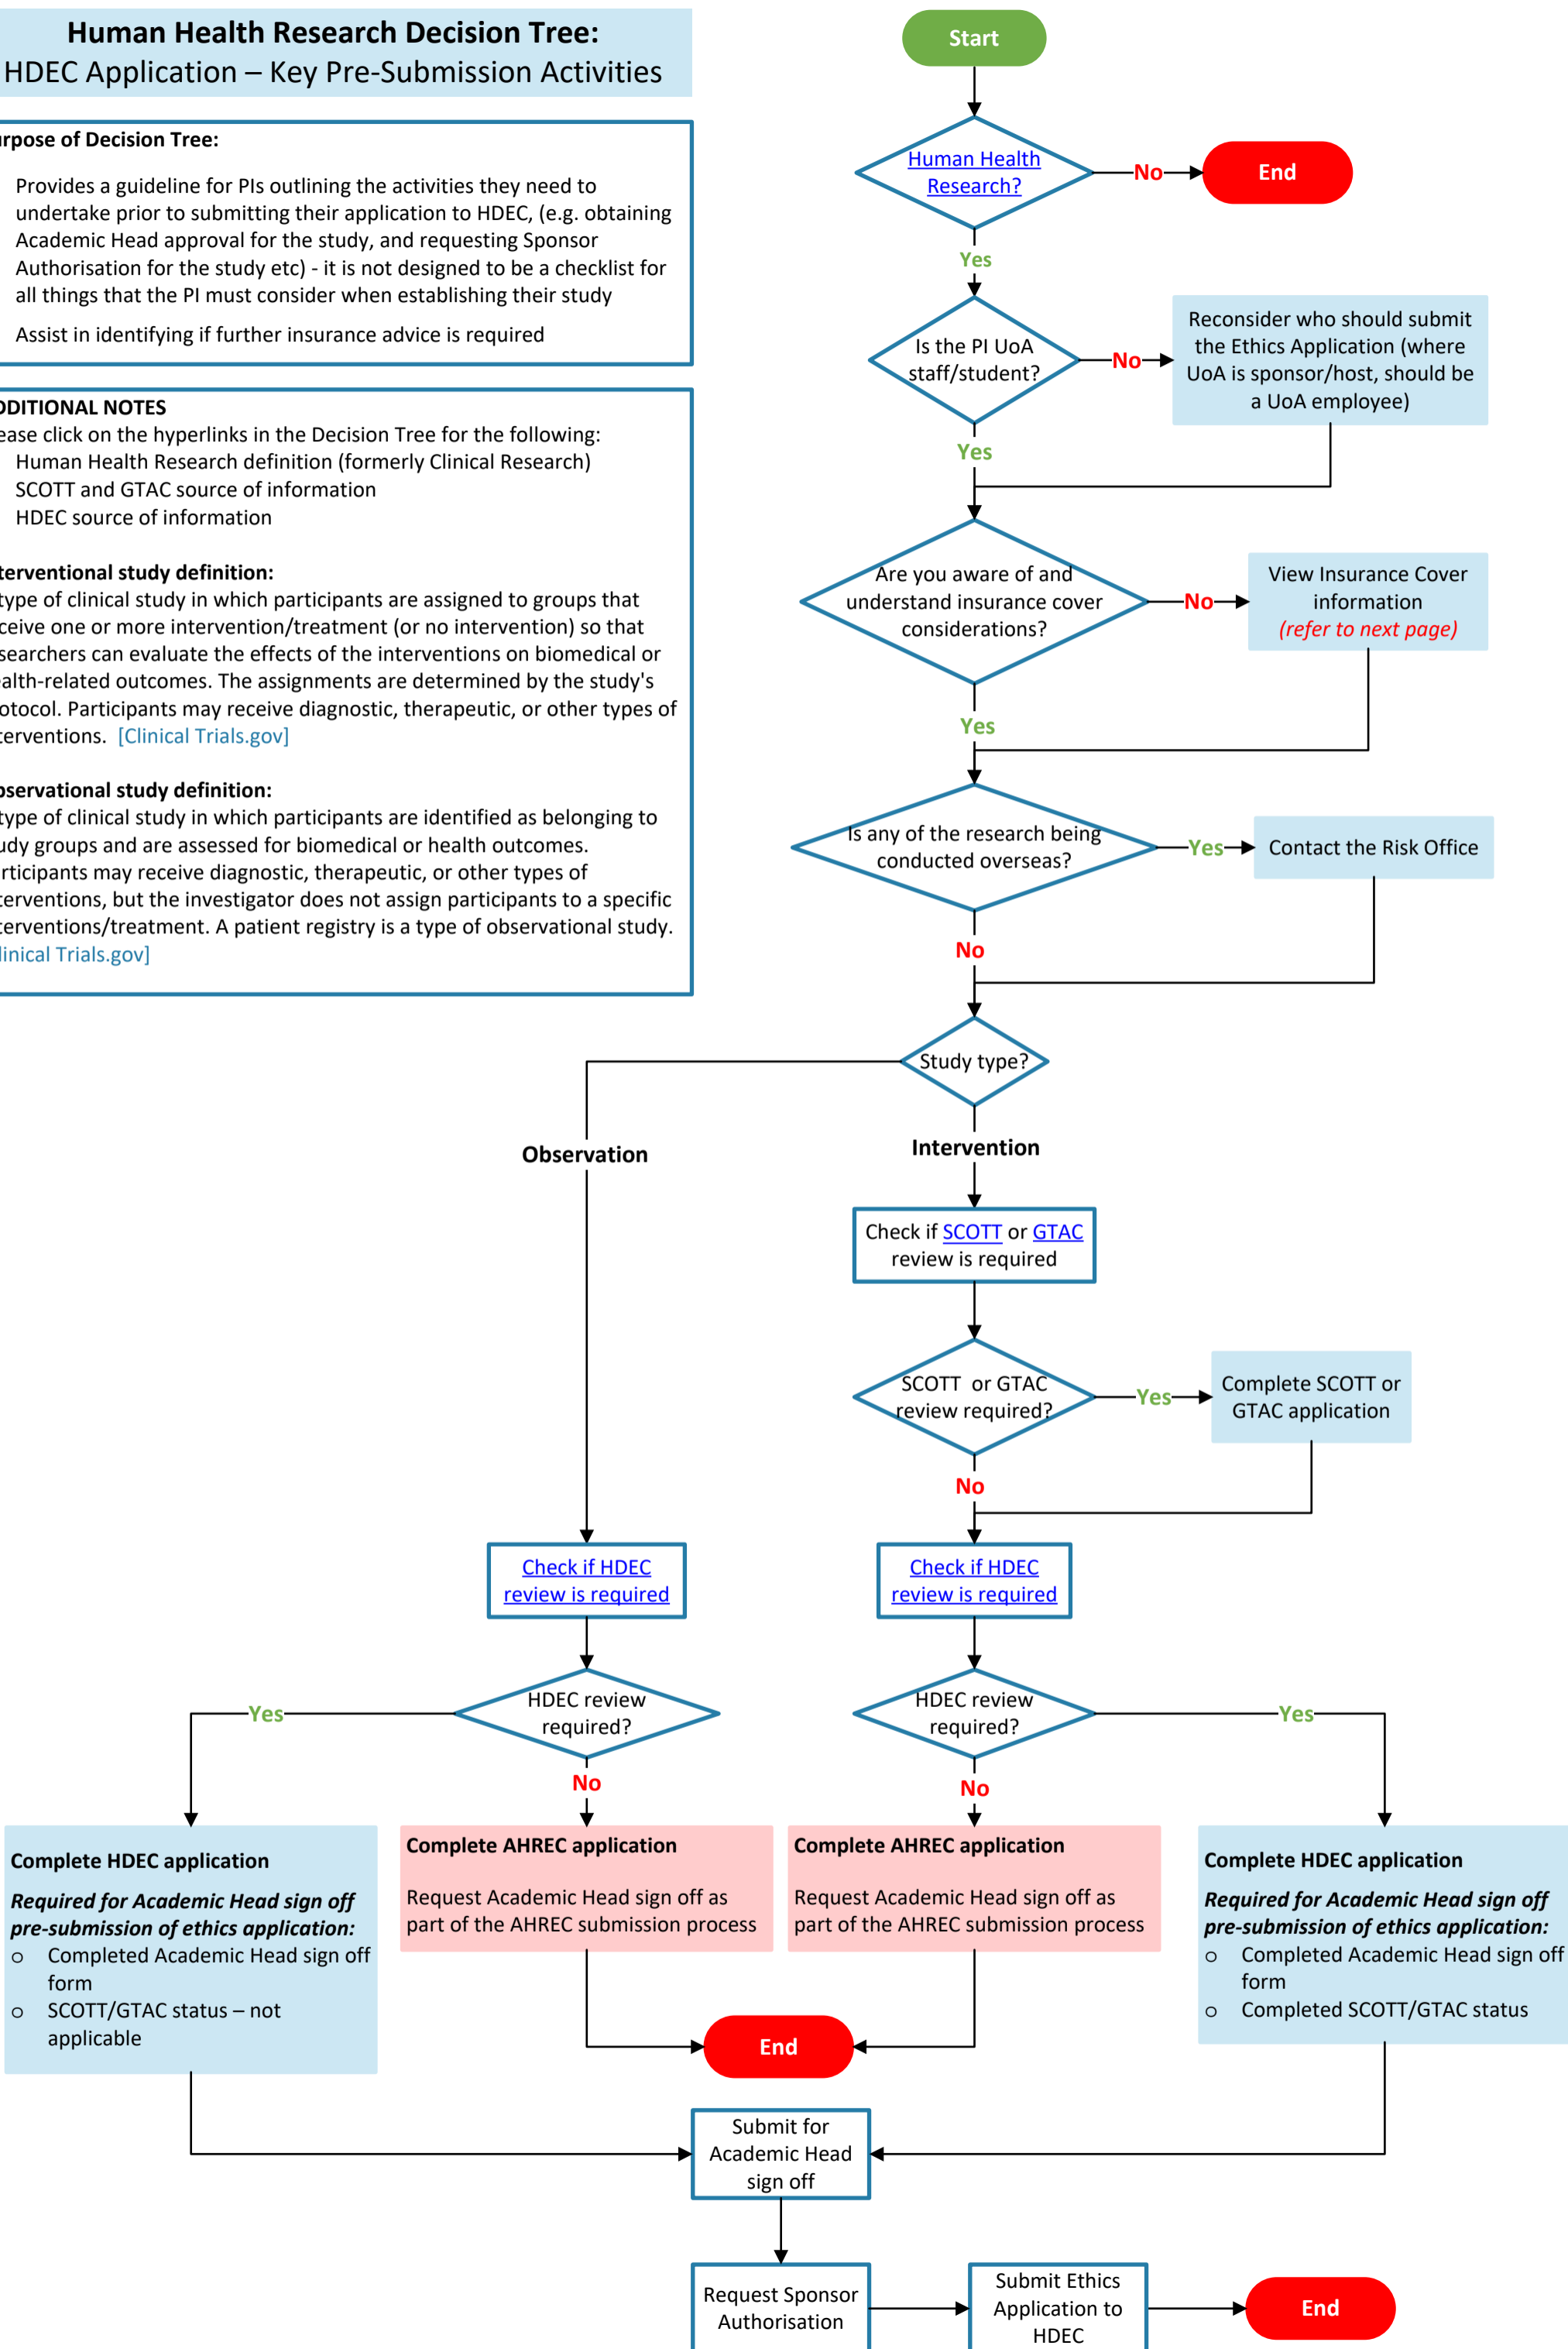 Human Health Research Decision Tree:
HDEC Application – Key Pre-Submission Activities
urpose of Decision Tree:
Provides a guideline for PIs outlining the activities they need to
undertake prior to submitting their application to HDEC, (e.g. obtaining
Academic Head approval for the study, and requesting Sponsor
Authorisation for the study etc) - it is not designed to be a checklist for
all things that the PI must consider when establishing their study
Assist in identifying if further insurance advice is required
DDITIONAL NOTES
ease click on the hyperlinks in the Decision Tree for the following:
Human Health Research definition (formerly Clinical Research)
SCOTT and GTAC source of information
HDEC source of information
terventional study definition:
type of clinical study in which participants are assigned to groups that
ceive one or more intervention/treatment (or no intervention) so that
searchers can evaluate the effects of the interventions on biomedical or
alth-related outcomes. The assignments are determined by the study's
otocol. Participants may receive diagnostic, therapeutic, or other types of
terventions. [Clinical Trials.gov]
bservational study definition:
type of clinical study in which participants are identified as belonging to
udy groups and are assessed for biomedical or health outcomes.
articipants may receive diagnostic, therapeutic, or other types of
terventions, but the investigator does not assign participants to a specific
terventions/treatment. A patient registry is a type of observational study.
linical Trials.gov]
Start
Human Health
Research?
No
End
Yes
Is the PI UoA
staff/student?
No
Reconsider who should submit
the Ethics Application (where
UoA is sponsor/host, should be
a UoA employee)
Yes
Are you aware of and
understand insurance cover
considerations?
No
View Insurance Cover
information
(refer to next page)
Yes
Is any of the research being
conducted overseas?
Yes
Contact the Risk Office
No
Study type?
Observation
Intervention
Check if SCOTT or GTAC
review is required
SCOTT or GTAC
review required?
Yes
Complete SCOTT or
GTAC application
No
Check if HDEC
review is required
Check if HDEC
review is required
Yes
HDEC review
required?
HDEC review
required?
Yes
No
No
Complete HDEC application
Required for Academic Head sign off
pre-submission of ethics application:
o Completed Academic Head sign off
form
o SCOTT/GTAC status – not
applicable
Complete AHREC application
Request Academic Head sign off as
part of the AHREC submission process
Complete AHREC application
Request Academic Head sign off as
part of the AHREC submission process
Complete HDEC application
Required for Academic Head sign off
pre-submission of ethics application:
o Completed Academic Head sign off
form
o Completed SCOTT/GTAC status
End
Submit for
Academic Head
sign off
Request Sponsor
Authorisation
Submit Ethics
Application to
HDEC
End